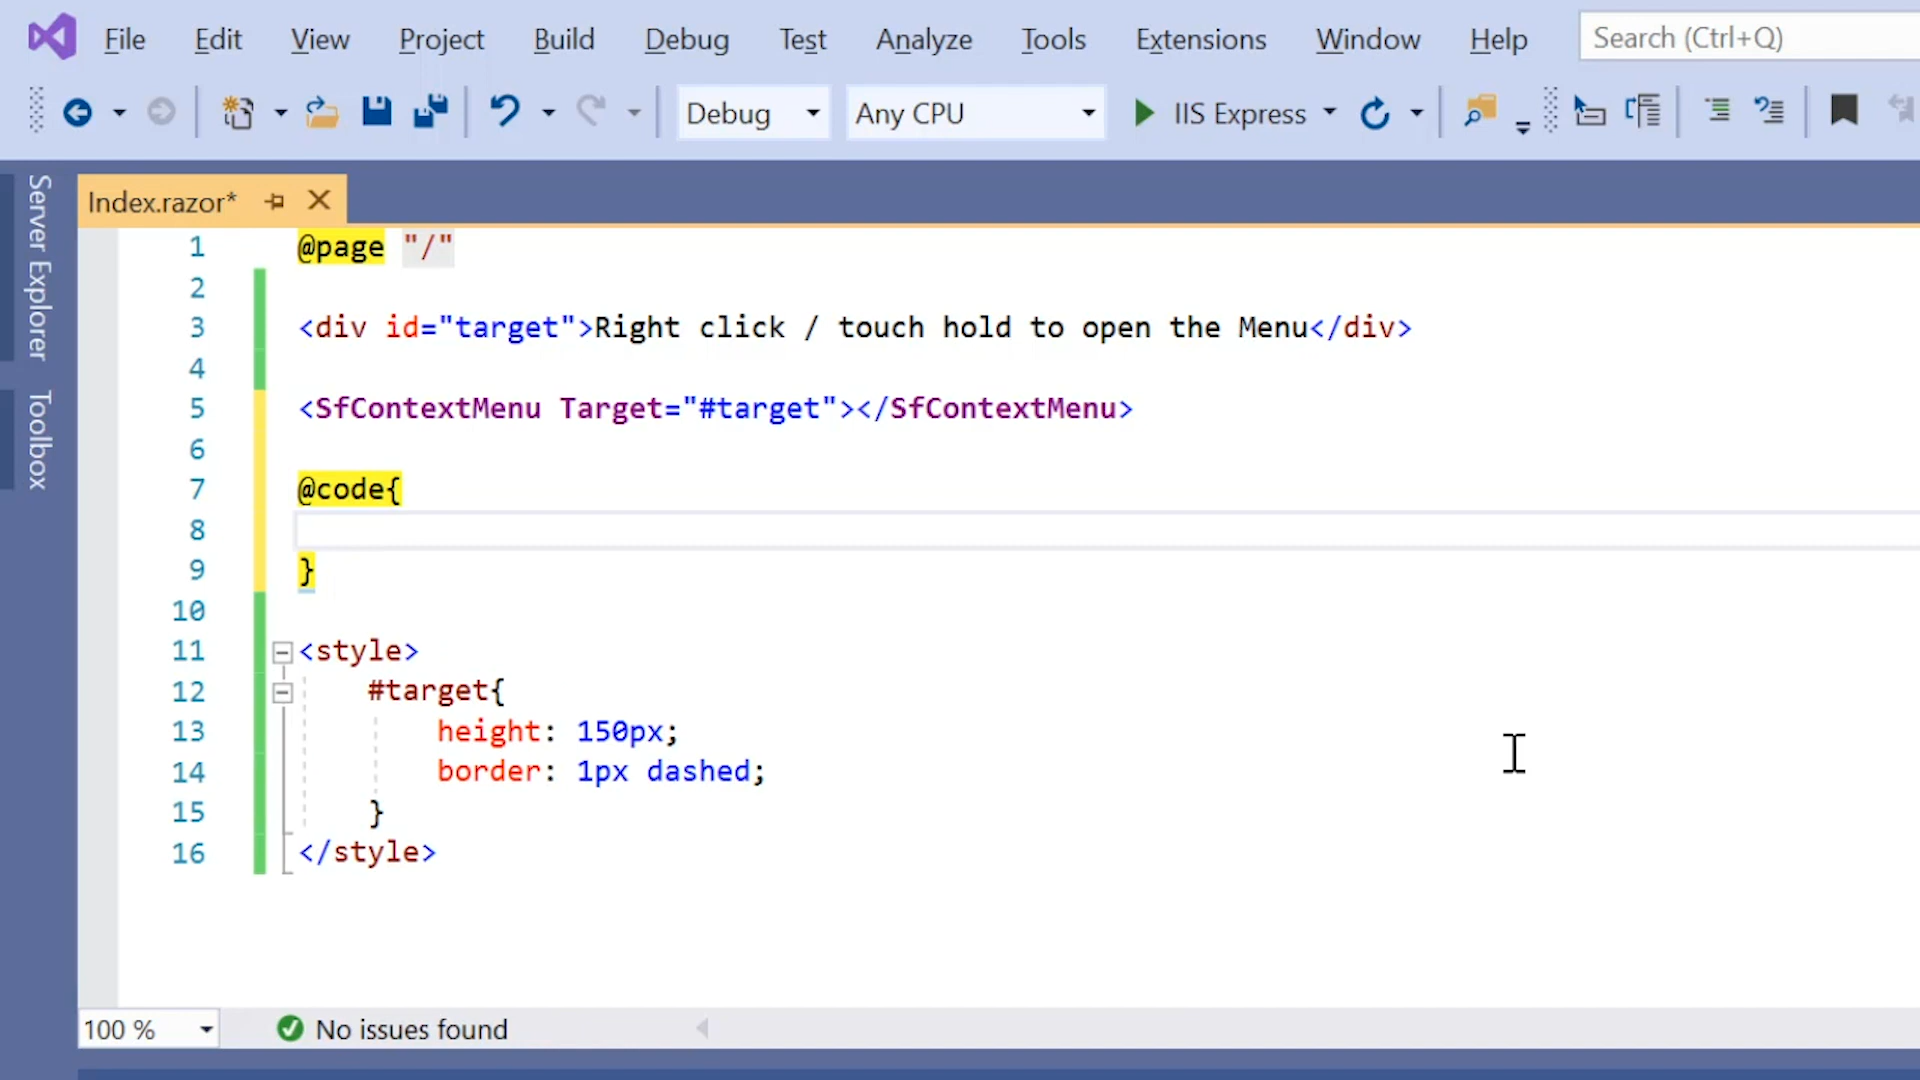 File Edit View Project Build Debug Test Analyze Tools Extensions Window Help Search (Ctrl+Q)
Debug Any CPU IIS Express
Server Explorer
Toolbox
Index.razor*
1 @page "/"
2
3 <div id="target">Right click / touch hold to open the Menu</div>
4
5 <SfContextMenu Target="#target"></SfContextMenu>
6
7 @code{
8
9 }
10
11 <style>
12 #target{
13 height: 150px;
14 border: 1px dashed;
15 }
16 </style>
100 % No issues found